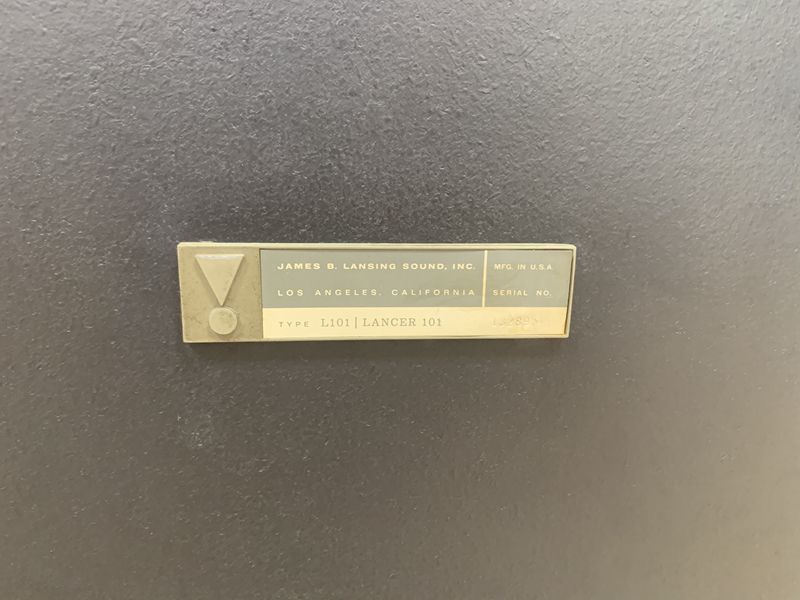 JAMES B. LANSING SOUND, INC.
LOS ANGELES, CALIFORNIA
MFG. IN U.S.A.
SERIAL NO.
TYPE L101 | LANCER 101